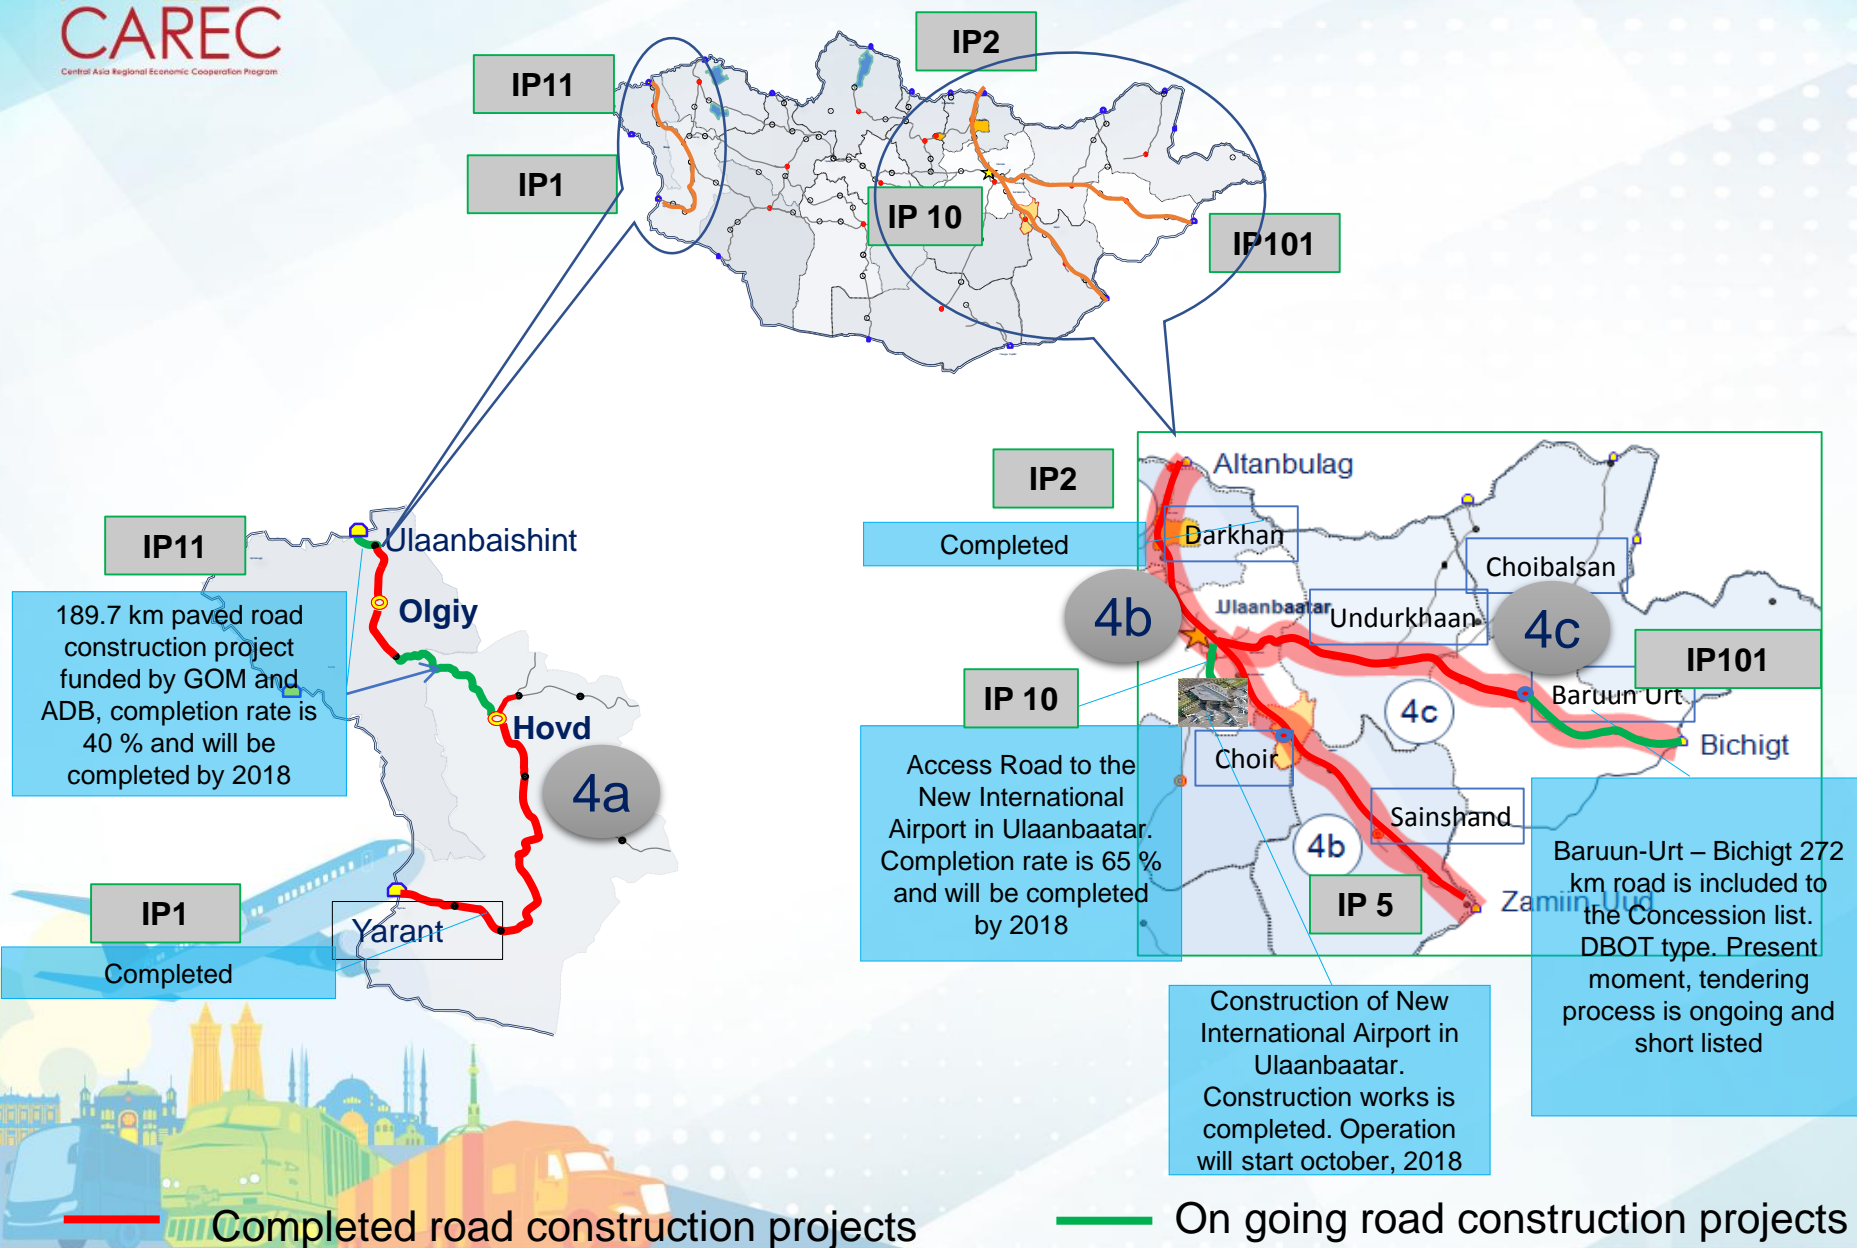 CAREC
Central Asia Regional Economic Cooperation Program
IP2
IP11
IP1
IP 10
IP101
IP11
Ulaanbaishint
Olgiy
189.7 km paved road
construction project
funded by GOM and
ADB, completion rate is
40 % and will be
completed by 2018
Hovd
4a
IP1
Yarant
Completed
IP2
Altanbulag
Completed
Darkhan
Choibalsan
4b
Ulaanbaatar
Undurkhaan
4c
IP101
IP 10
4c
Baruun Urt
Bichigt
Choir
Access Road to the
New International
Airport in Ulaanbaatar.
Completion rate is 65 %
and will be completed
by 2018
Sainshand
4b
IP 5
Zamiin-Uud
Baruun-Urt – Bichigt 272
km road is included to
the Concession list.
DBOT type. Present
moment, tendering
process is ongoing and
short listed
Construction of New
International Airport in
Ulaanbaatar.
Construction works is
completed. Operation
will start october, 2018
Completed road construction projects
On going road construction projects